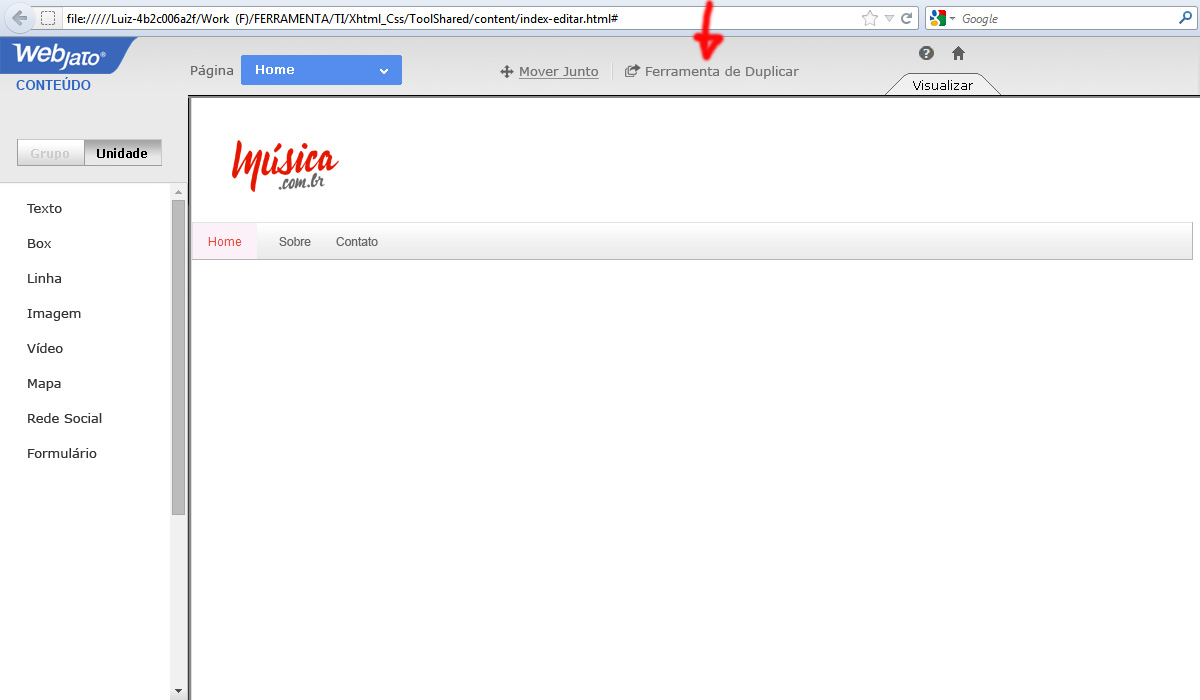 file://///Luiz-4b2c006a2f/Work (F)/FERRAMENTA/TI/Xhtml_Css/ToolShared/content/index-editar.html#
Google
Webjato®
CONTEÚDO
Página
Home
Mover Junto
Ferramenta de Duplicar
?
Visualizar
Grupo
Unidade
Texto
Box
Linha
Imagem
Vídeo
Mapa
Rede Social
Formulário
Música
.com.br
Home
Sobre
Contato